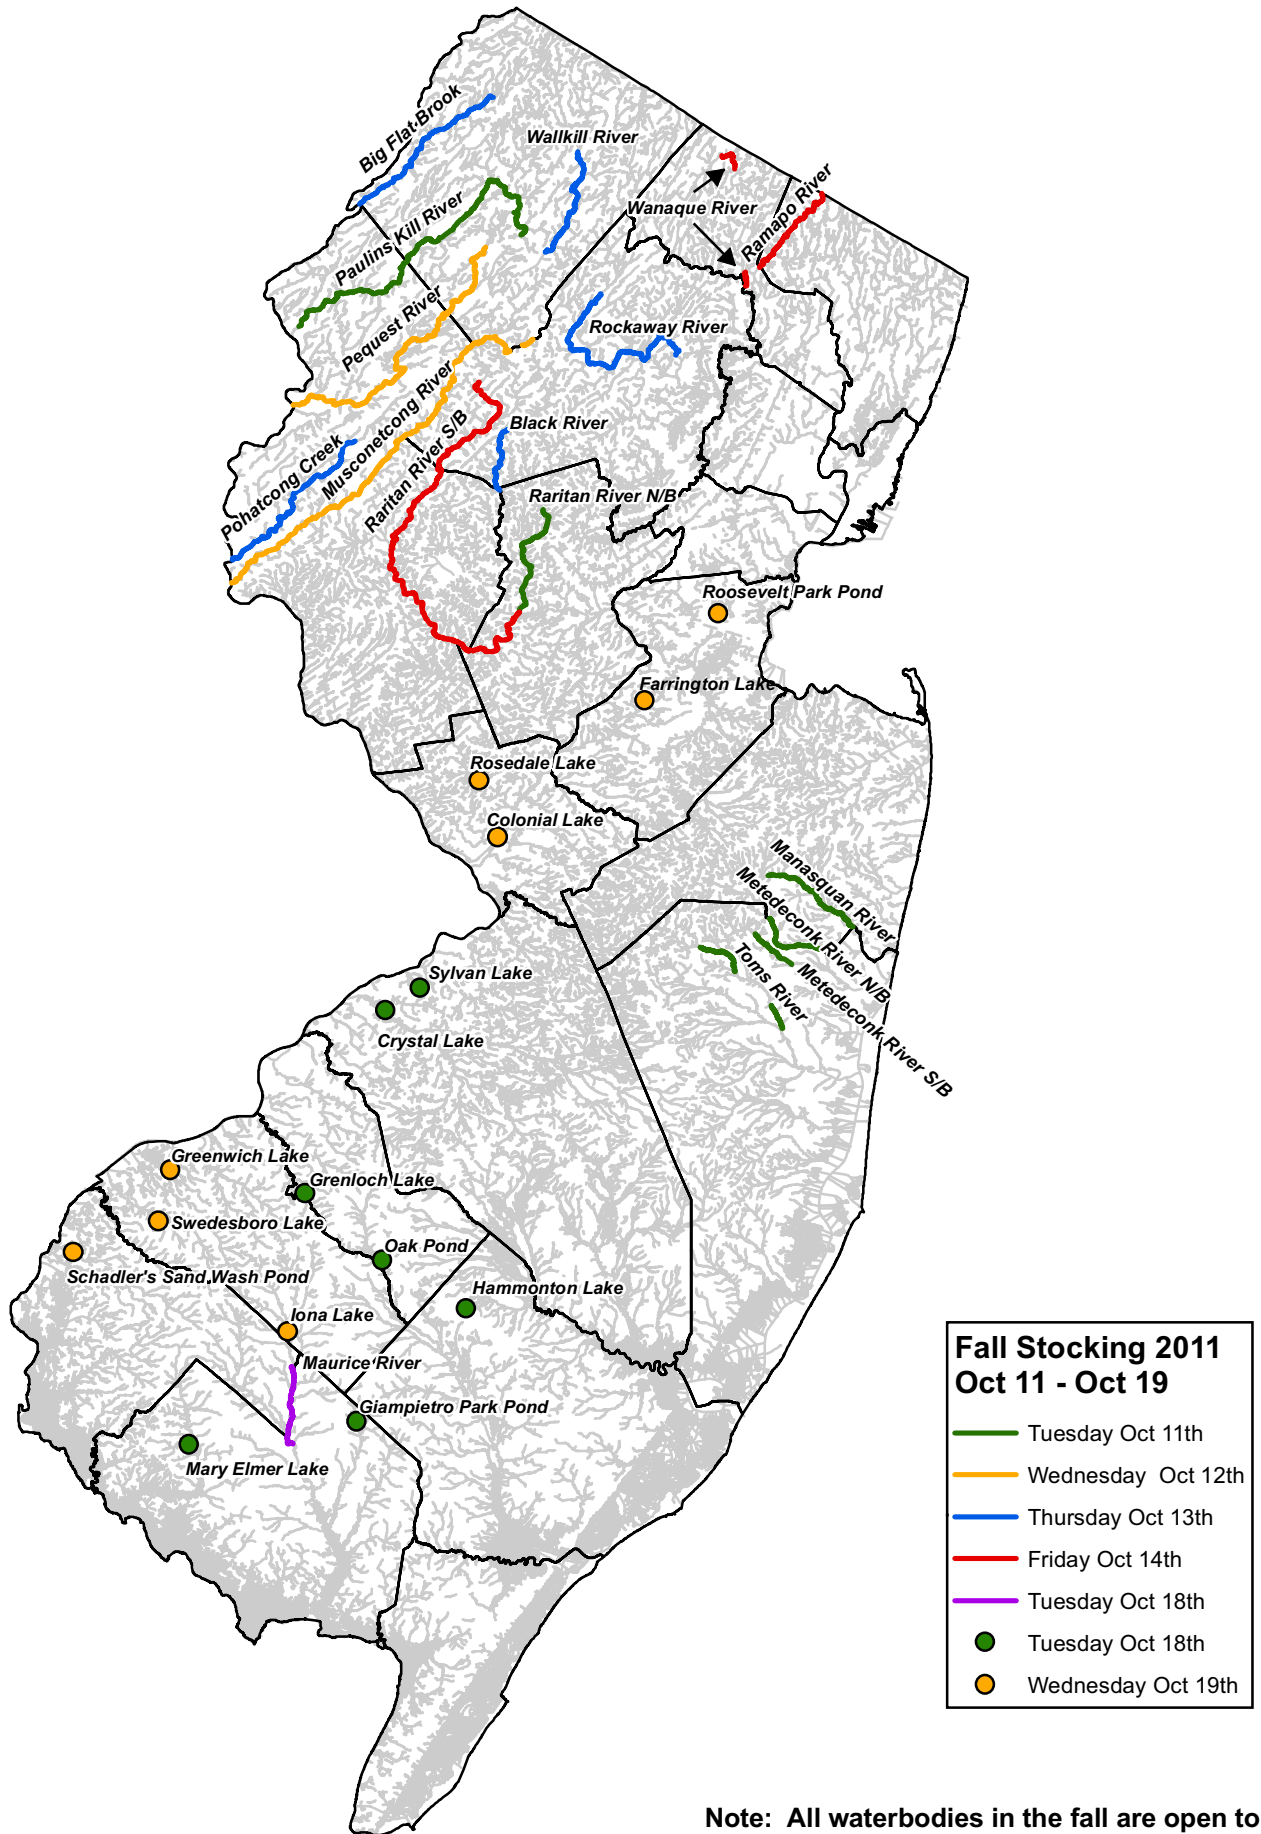 Big Flat Brook
Wallkill River
Paulins Kill River
Wanaque River
Ramapo River
Pequest River
Rockaway River
Musconetcong River
Raritan River S/B
Black River
Pohatcong Creek
Raritan River N/B
Roosevelt Park Pond
Farrington Lake
Rosedale Lake
Colonial Lake
Manasquan River
Metedeconk River N/B
Toms River
Metedeconk River S/B
Sylvan Lake
Crystal Lake
Greenwich Lake
Grenloch Lake
Swedesboro Lake
Oak Pond
Schadler's Sand Wash Pond
Hammonton Lake
Iona Lake
Maurice River
Giampietro Park Pond
Mary Elmer Lake
Fall Stocking 2011
Oct 11 - Oct 19
Tuesday Oct 11th
Wednesday Oct 12th
Thursday Oct 13th
Friday Oct 14th
Tuesday Oct 18th
Tuesday Oct 18th
Wednesday Oct 19th
Note: All waterbodies in the fall are open to